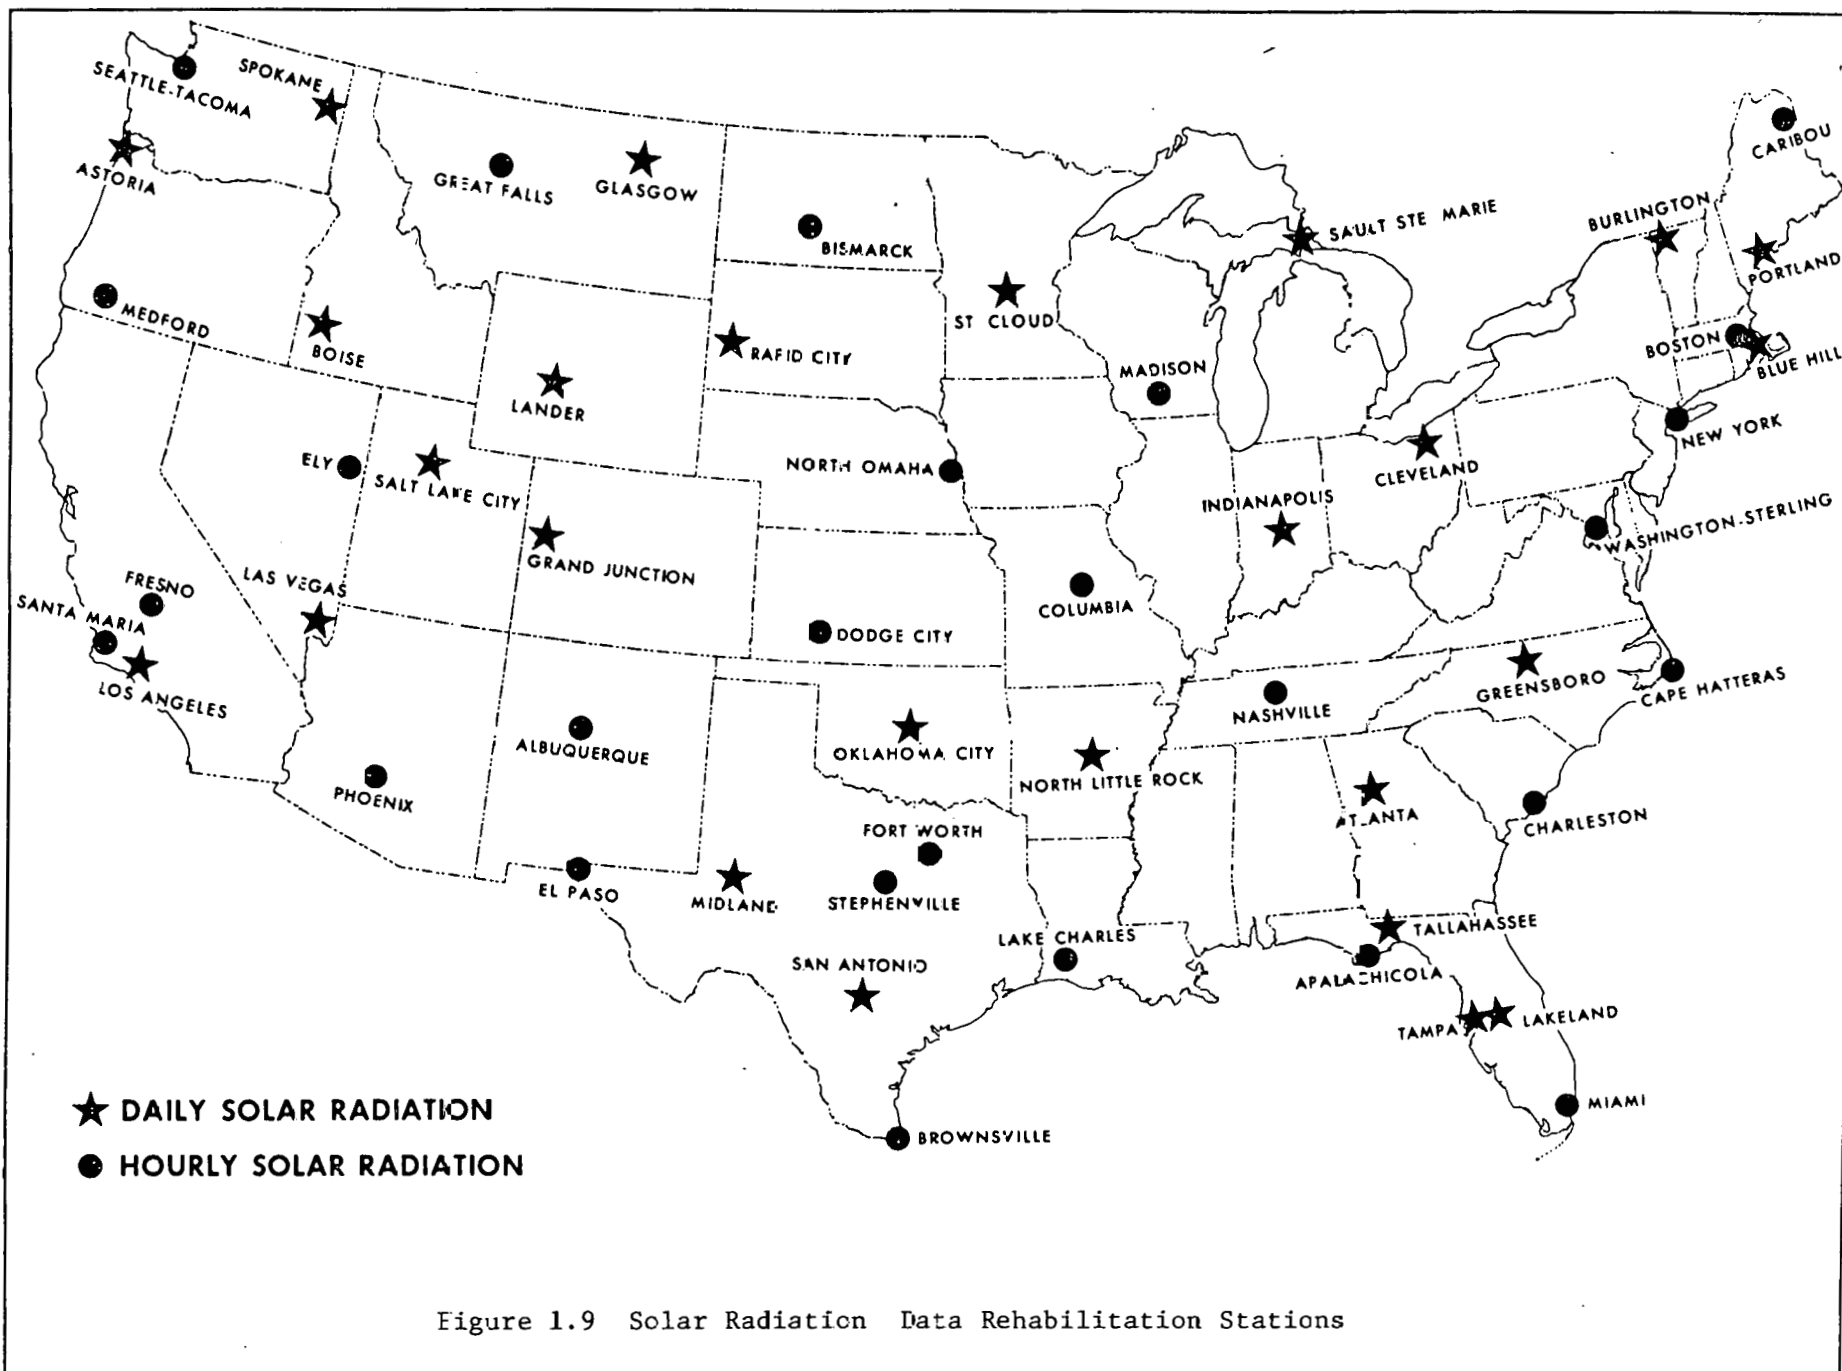 SEATTLE-TACOMA
SPOKANE
ASTORIA
GREAT FALLS
GLASGOW
BISMARCK
SAULT STE MARIE
BURLINGTON
CARIBOU
PORTLAND
MEDFORD
BOISE
LANDER
RAPID CITY
ST CLOUD
MADISON
BOSTON
BLUE HILL
NEW YORK
ELY
SALT LAKE CITY
NORTH OMAHA
CLEVELAND
INDIANAPOLIS
WASHINGTON-STERLING
GRAND JUNCTION
FRESNO
LAS VEGAS
SANTA MARIA
LOS ANGELES
DODGE CITY
COLUMBIA
NASHVILLE
GREENSBORO
CAPE HATTERAS
ALBUQUERQUE
OKLAHOMA CITY
NORTH LITTLE ROCK
PHOENIX
ATLANTA
CHARLESTON
FORT WORTH
EL PASO
MIDLAND
STEPHENVILLE
LAKE CHARLES
TALLAHASSEE
SAN ANTONIO
APALACHICOLA
TAMPA
LAKELAND
MIAMI
BROWNSVILLE
DAILY SOLAR RADIATION
HOURLY SOLAR RADIATION
Figure 1.9 Solar Radiation Data Rehabilitation Stations